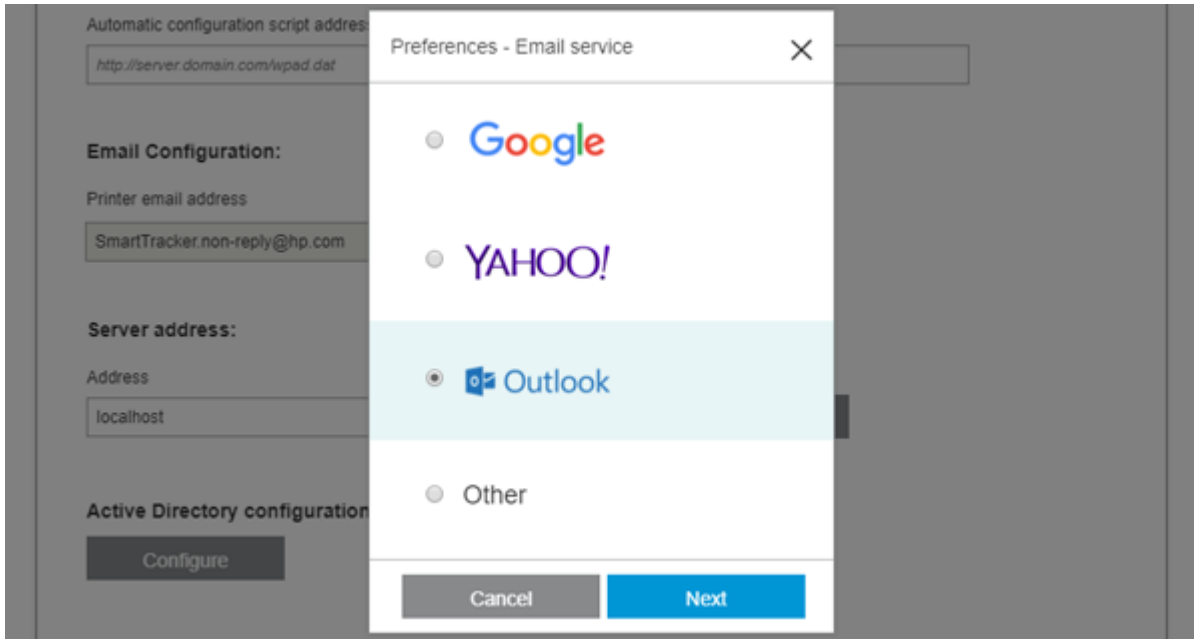 Automatic configuration script addres
http://server.domain.com/wpad.dat
Email Configuration:
Printer email address
SmartTracker.non-reply@hp.com
Server address:
Address
localhost
Active Directory configuration
Configure
Preferences - Email service
Google
YAHOO!
Outlook
Other
Cancel
Next